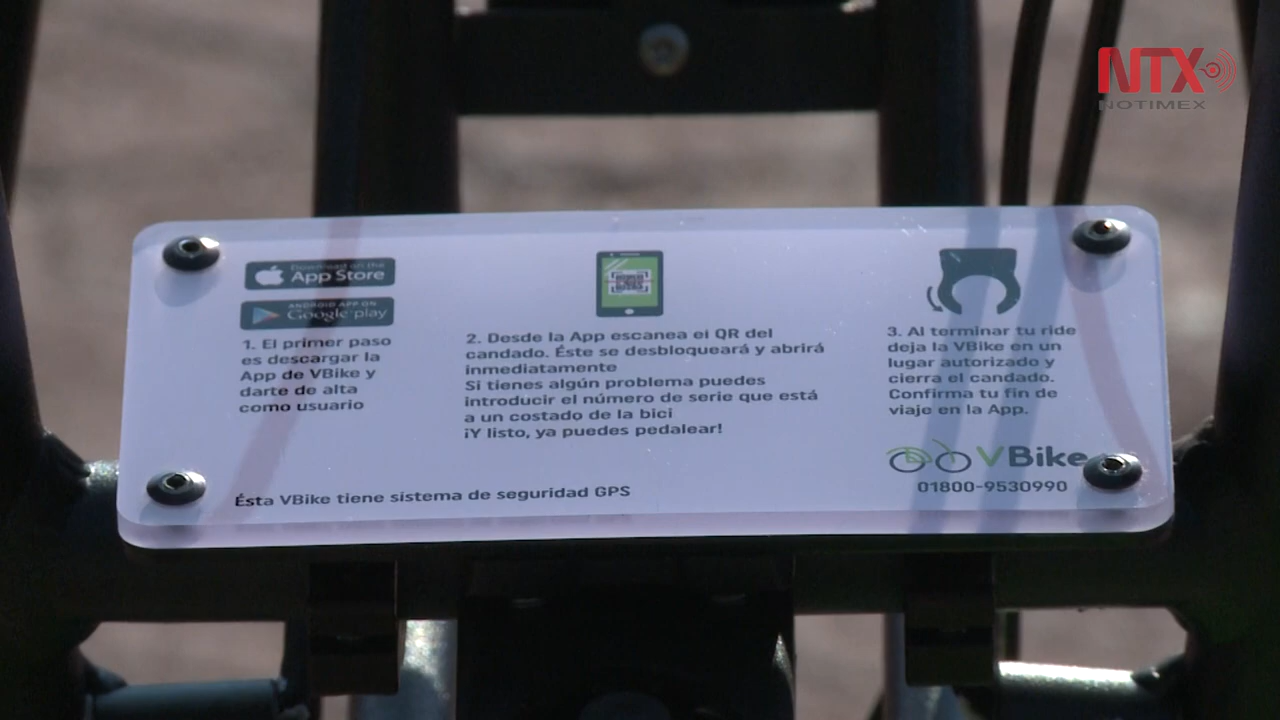 NTX
NOTIMEX
Download on the
App Store
ANDROID APP ON
Google play
1. El primer paso
es descargar la
App de VBike y
darte de alta
como usuario
2. Desde la App escanea el QR del
candado. Éste se desbloqueará y abrirá
inmediatamente
Si tienes algún problema puedes
introducir el número de serie que está
a un costado de la bici
¡Y listo, ya puedes pedalear!
3. Al terminar tu ride
deja la VBike en un
lugar autorizado y
cierra el candado.
Confirma tu fin de
viaje en la App.
VBike
01800-9530990
Ésta VBike tiene sistema de seguridad GPS